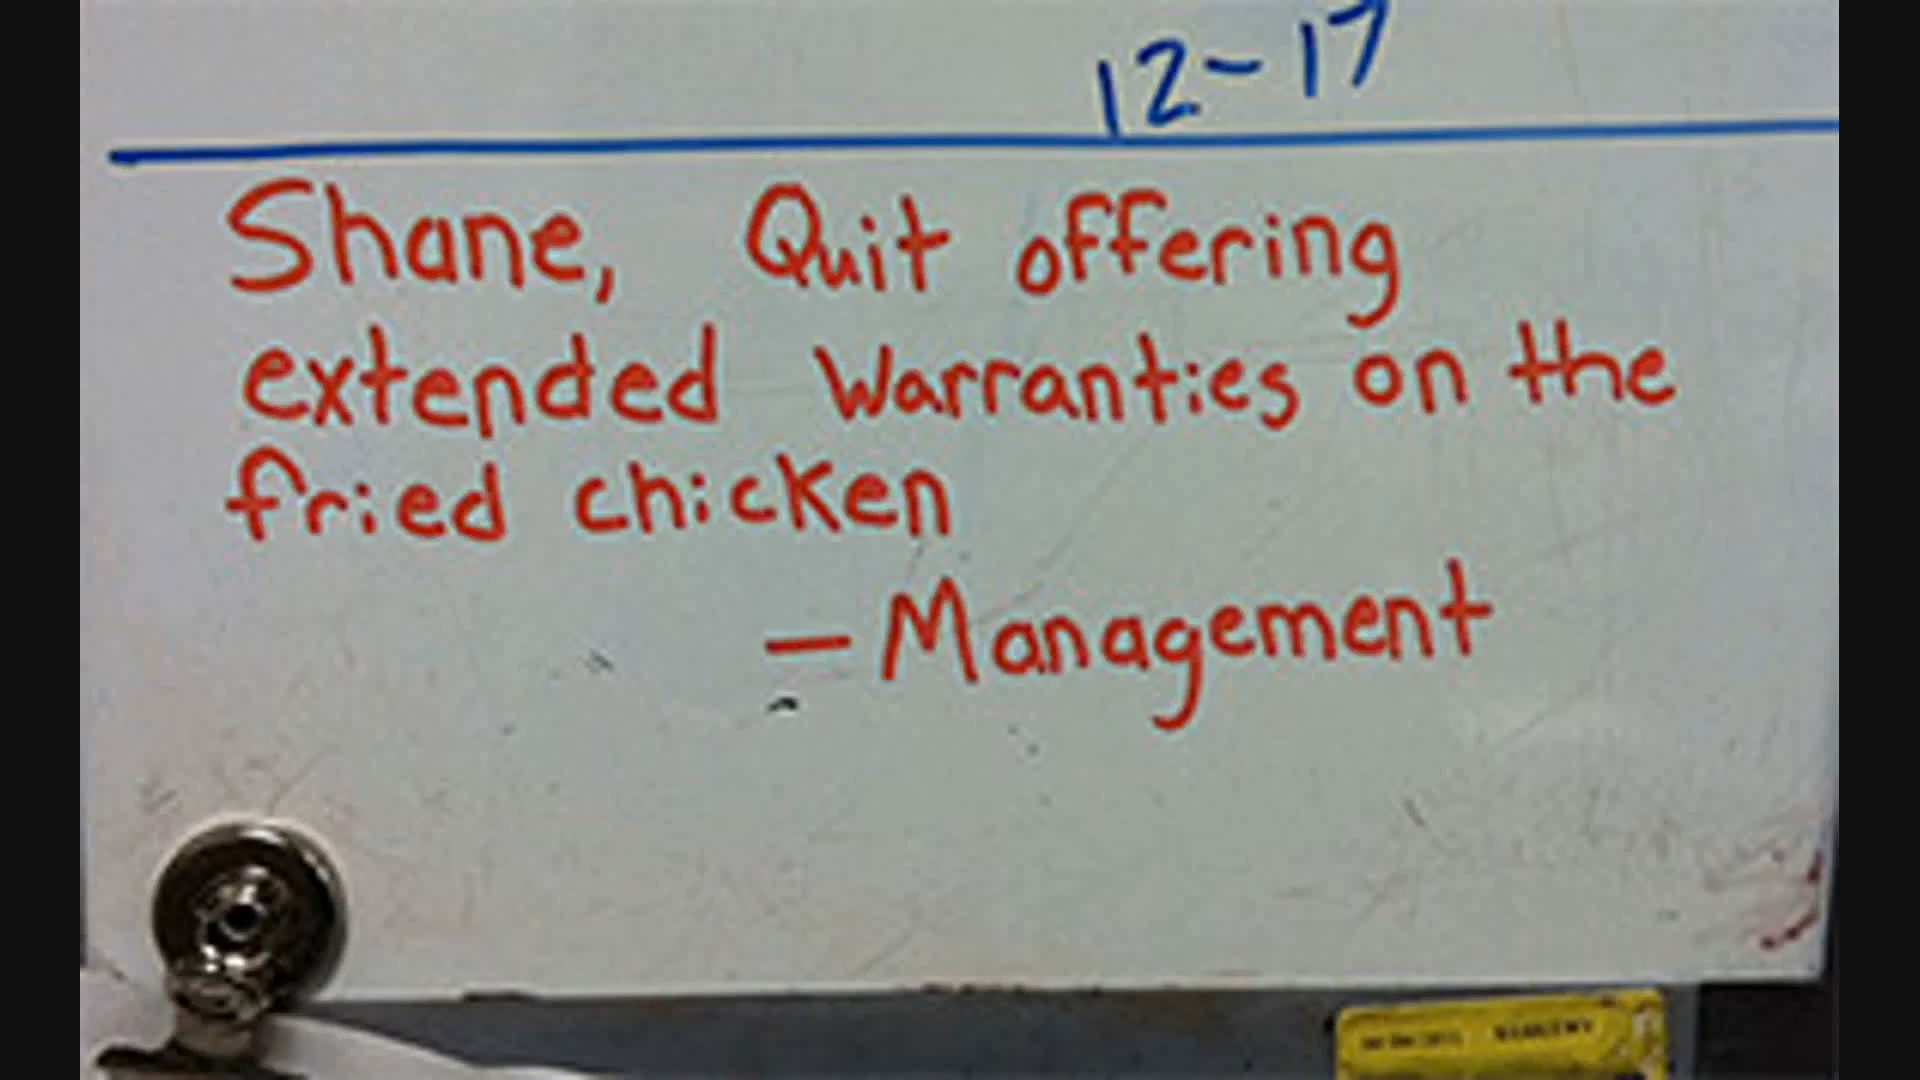 12-17
Shane, Quit offering
extended warranties on the
fried chicken
- Management